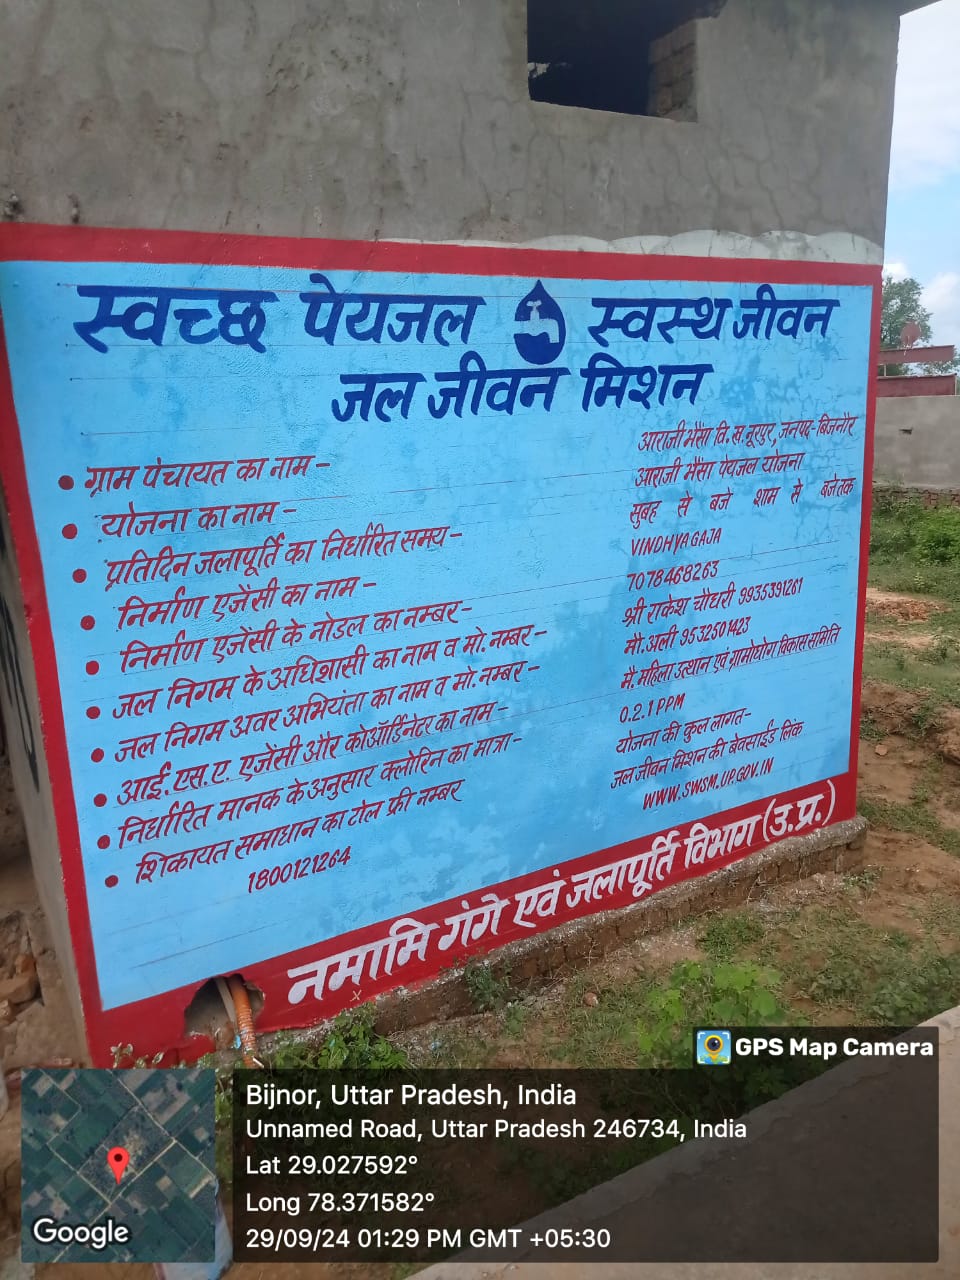 स्वच्छ पेयजल स्वस्थ जीवन
जल जीवन मिशन
• ग्राम पंचायत का नाम – आराजी भैंसा वि.ख. नूरपुर, जनपद- बिजनौर
• योजना का नाम – आराजी भैंसा पेयजल योजना
• प्रतिदिन जलापूर्ति का निर्धारित समय – सुबह से बजे शाम से बजे तक
• निर्माण एजेंसी का नाम – VINDHYA GAJA
• निर्माण एजेंसी के नोडल का नम्बर – 7078468263
• जल निगम के अधिशासी का नाम व मो. नम्बर – श्री राकेश चौधरी 9935391261
• जल निगम अवर अभियंता का नाम व मो. नम्बर – मौ. अली 9532501423
• आई.एस.ए. एजेंसी और कोऑर्डिनेटर का नाम – मै. महिला उत्थान एवं ग्रामोद्योग विकास समिति
• निर्धारित मानक के अनुसार क्लोरिन का मात्रा – 0.2.1 PPM
• शिकायत समाधान का टोल फ्री नम्बर
1800121264
योजना की कुल लागत –
जल जीवन मिशन की बेवसाईड लिंक
WWW.SWSM.UP.GOV.IN
नमामि गंगे एवं जलापूर्ति विभाग (उ.प्र.)
GPS Map Camera
Bijnor, Uttar Pradesh, India
Unnamed Road, Uttar Pradesh 246734, India
Lat 29.027592°
Long 78.371582°
29/09/24 01:29 PM GMT +05:30
Google